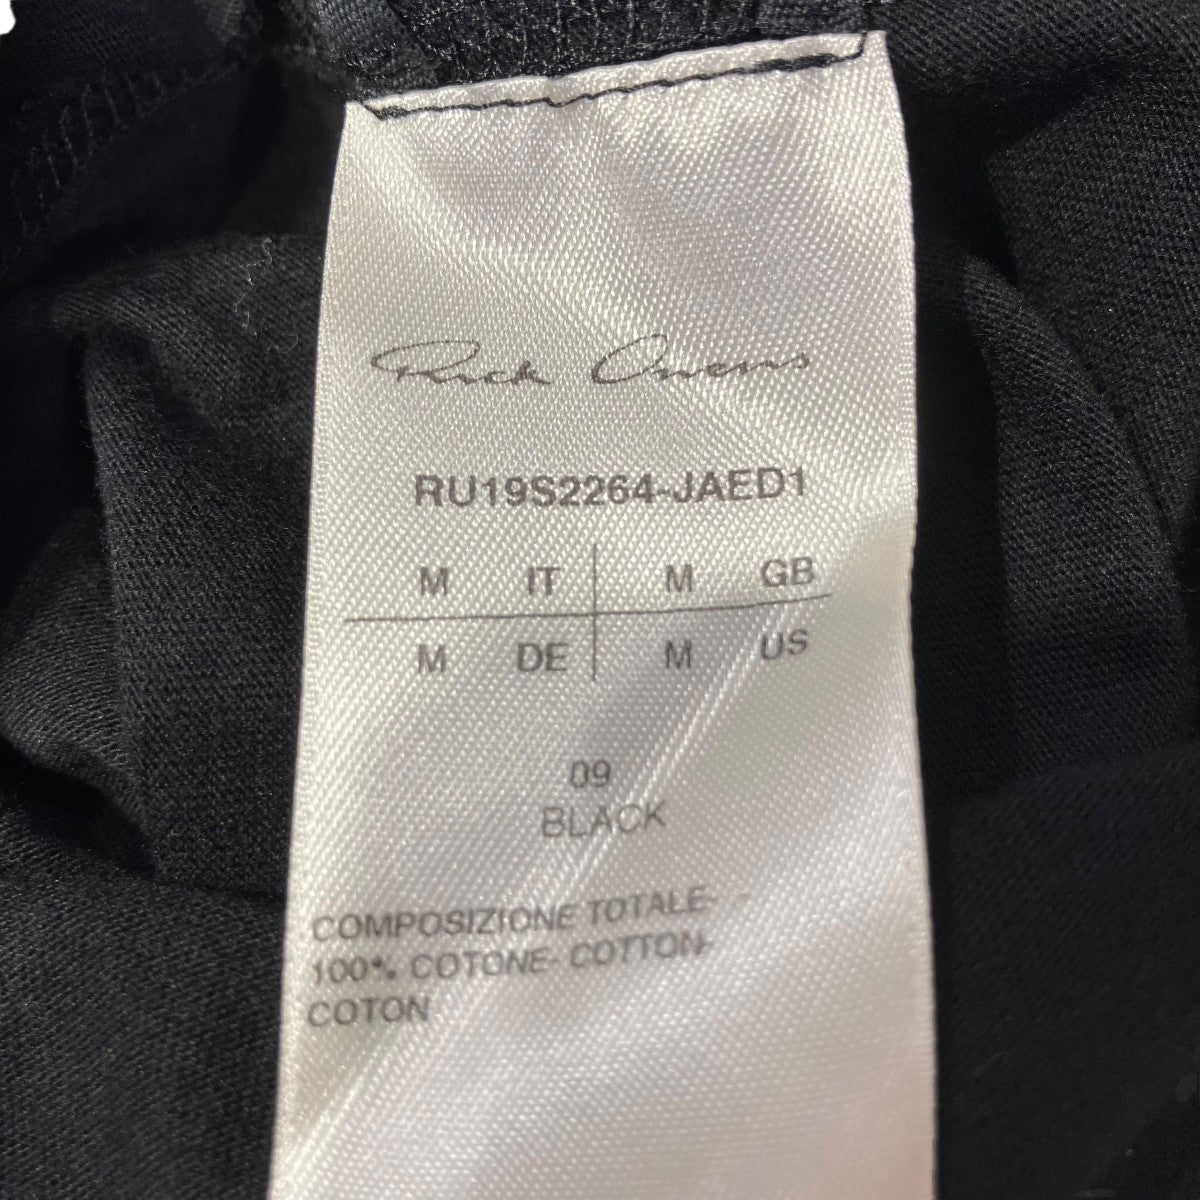 Rick Owens
RU19S2264-JAED1
M IT M GB
M DE M US
09
BLACK
COMPOSIZIONE TOTALE-
100% COTONE- COTTON-
COTON